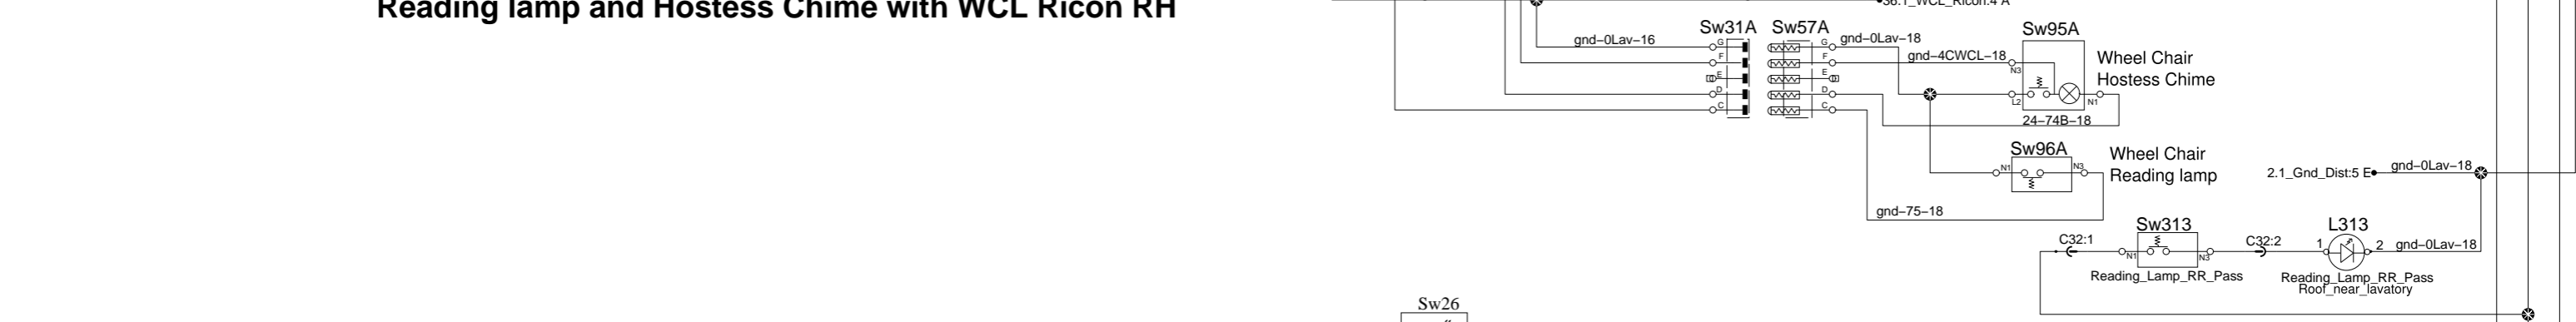 Reading lamp and Hostess Chime with WCL Ricon RH
36.1_WCL_Ricon:4 A
Sw31A
Sw57A
gnd–0Lav–16
G
F
E
D
C
G
F
E
D
C
gnd–0Lav–18
gnd–4CWCL–18
Sw95A
N3
L2
N1
Wheel Chair
Hostess Chime
24–74B–18
Sw96A
N1
N3
Wheel Chair
Reading lamp
gnd–75–18
2.1_Gnd_Dist:5 E
gnd–0Lav–18
C32:1
Sw313
N1
N3
Reading_Lamp_RR_Pass
C32:2
L313
1
2
gnd–0Lav–18
Reading_Lamp_RR_Pass
Roof_near_lavatory
Sw26